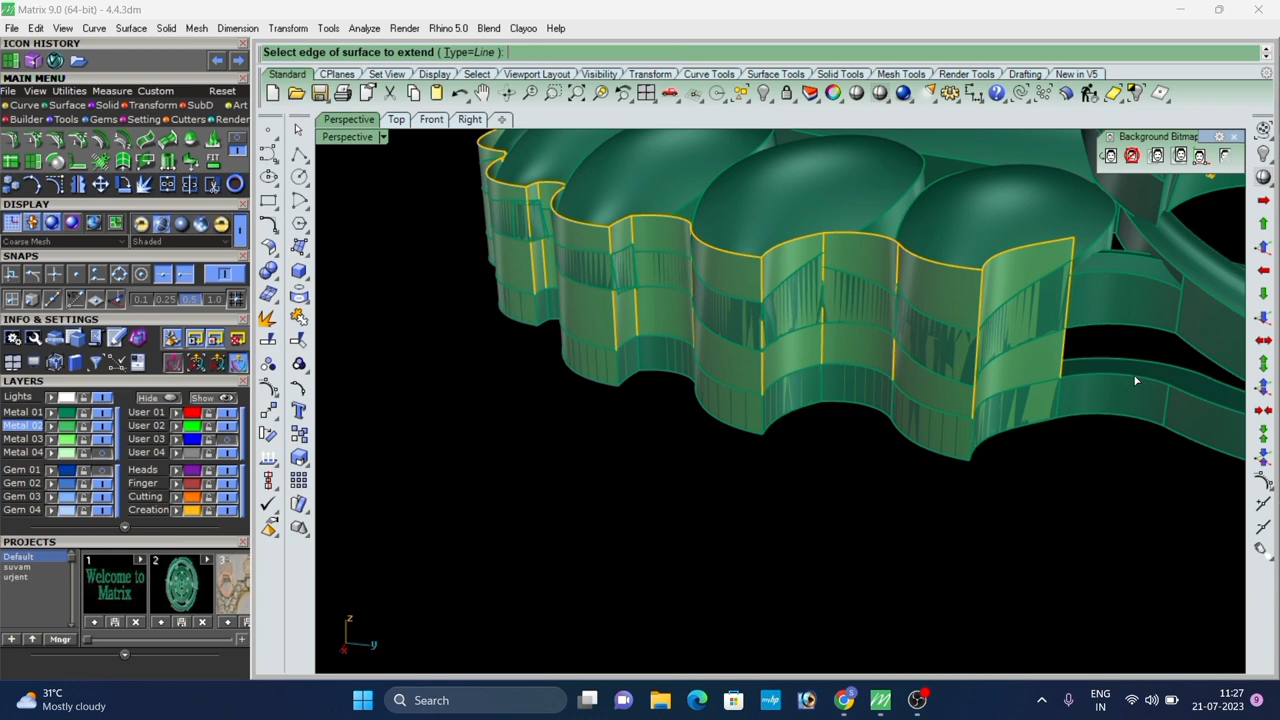 Matrix 9.0 (64-bit) - 4.4.3dm
File Edit View Curve Surface Solid Mesh Dimension Transform Tools Analyze Render Rhino 5.0 Blend Clayoo Help
ICON HISTORY
Select edge of surface to extend ( Type=Line ):
MAIN MENU
File View Utilities Measure Custom Reset
Curve Surface Solid Transform SubD Art
Builder Tools Gems Setting Cutters Render
Standard CPlanes Set View Display Select Viewport Layout Visibility Transform Curve Tools Surface Tools Solid Tools Mesh Tools Render Tools Drafting New in V5
Perspective Top Front Right
Perspective
Background Bitmap
FIT
DISPLAY
Coarse Mesh Shaded
SNAPS
0.1 0.25 0.5 1.0
INFO & SETTINGS
LAYERS
Lights Hide Show
Metal 01 User 01
Metal 02 User 02
Metal 03 User 03
Metal 04 User 04
Gem 01 Heads
Gem 02 Finger
Gem 03 Cutting
Gem 04 Creation
PROJECTS
Default
suvam
urjent
1 2 3
Welcome to
Matrix
Mngr
z
y
x
31°C
Mostly cloudy
Search
ENG
IN
11:27
21-07-2023